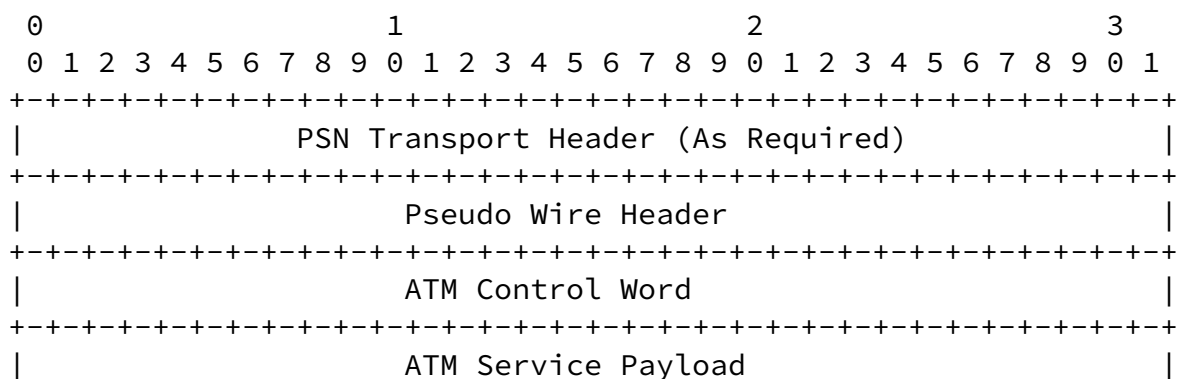 0                   1                   2                   3
 0 1 2 3 4 5 6 7 8 9 0 1 2 3 4 5 6 7 8 9 0 1 2 3 4 5 6 7 8 9 0 1
+-+-+-+-+-+-+-+-+-+-+-+-+-+-+-+-+-+-+-+-+-+-+-+-+-+-+-+-+-+-+-+-+
|               PSN Transport Header (As Required)              |
+-+-+-+-+-+-+-+-+-+-+-+-+-+-+-+-+-+-+-+-+-+-+-+-+-+-+-+-+-+-+-+-+
|                     Pseudo Wire Header                        |
+-+-+-+-+-+-+-+-+-+-+-+-+-+-+-+-+-+-+-+-+-+-+-+-+-+-+-+-+-+-+-+-+
|                     ATM Control Word                          |
+-+-+-+-+-+-+-+-+-+-+-+-+-+-+-+-+-+-+-+-+-+-+-+-+-+-+-+-+-+-+-+-+
|                     ATM Service Payload                       |